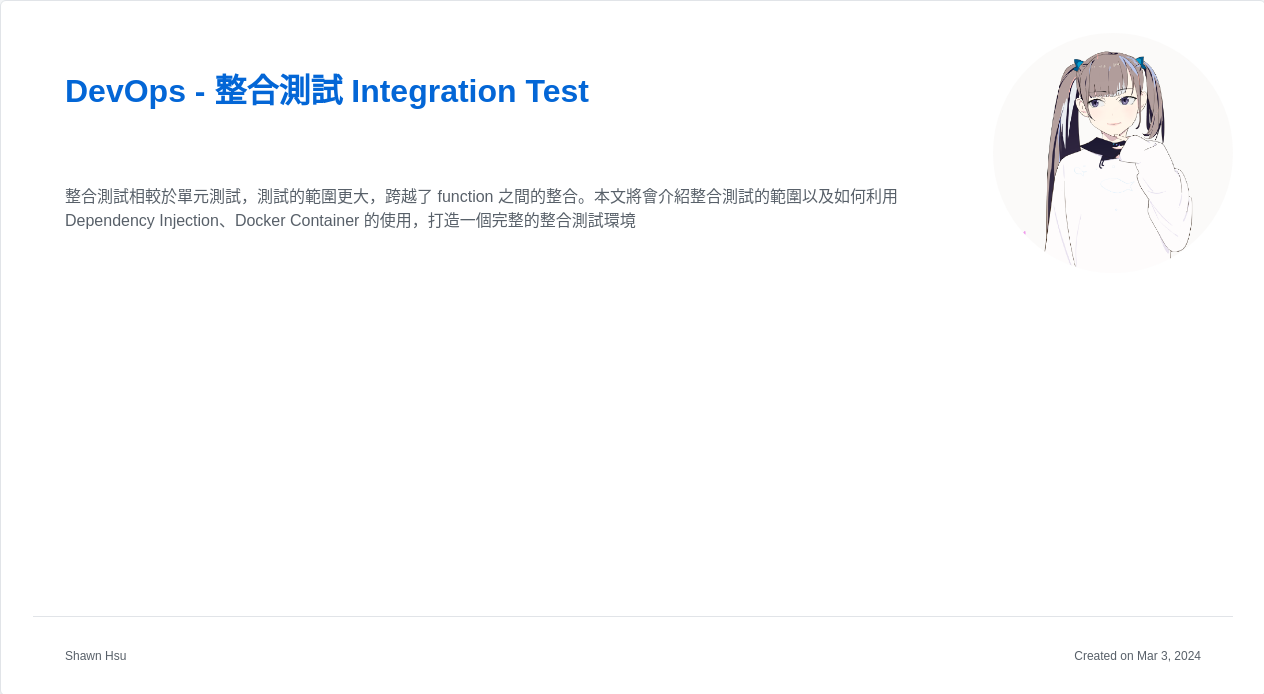 DevOps - 整合測試 Integration Test
整合測試相較於單元測試，測試的範圍更大，跨越了 function 之間的整合。本文將會介紹整合測試的範圍以及如何利用
Dependency Injection、Docker Container 的使用，打造一個完整的整合測試環境
Shawn Hsu
Created on Mar 3, 2024